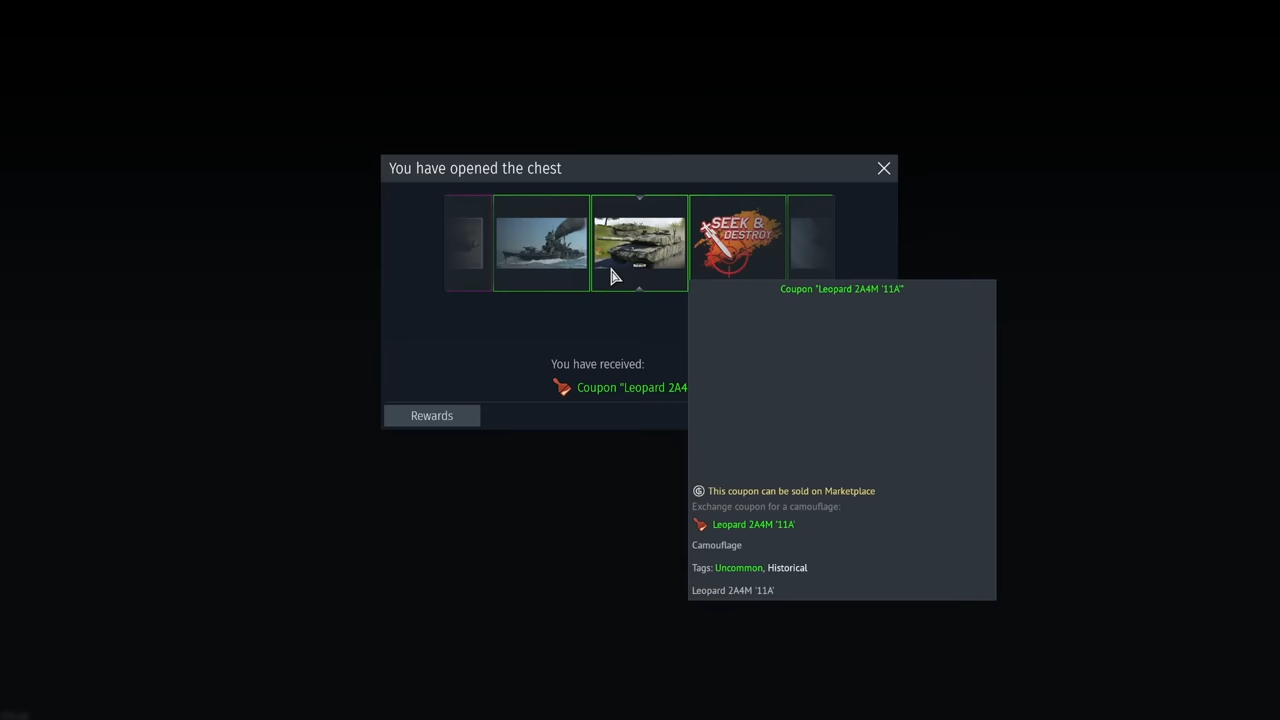 You have opened the chest
SEEK &
DESTROY
Coupon "Leopard 2A4M '11A'"
You have received:
Coupon "Leopard 2A4
This coupon can be sold on Marketplace
Exchange coupon for a camouflage:
Rewards
Leopard 2A4M '11A'
Camouflage
Tags: Uncommon, Historical
Leopard 2A4M '11A'